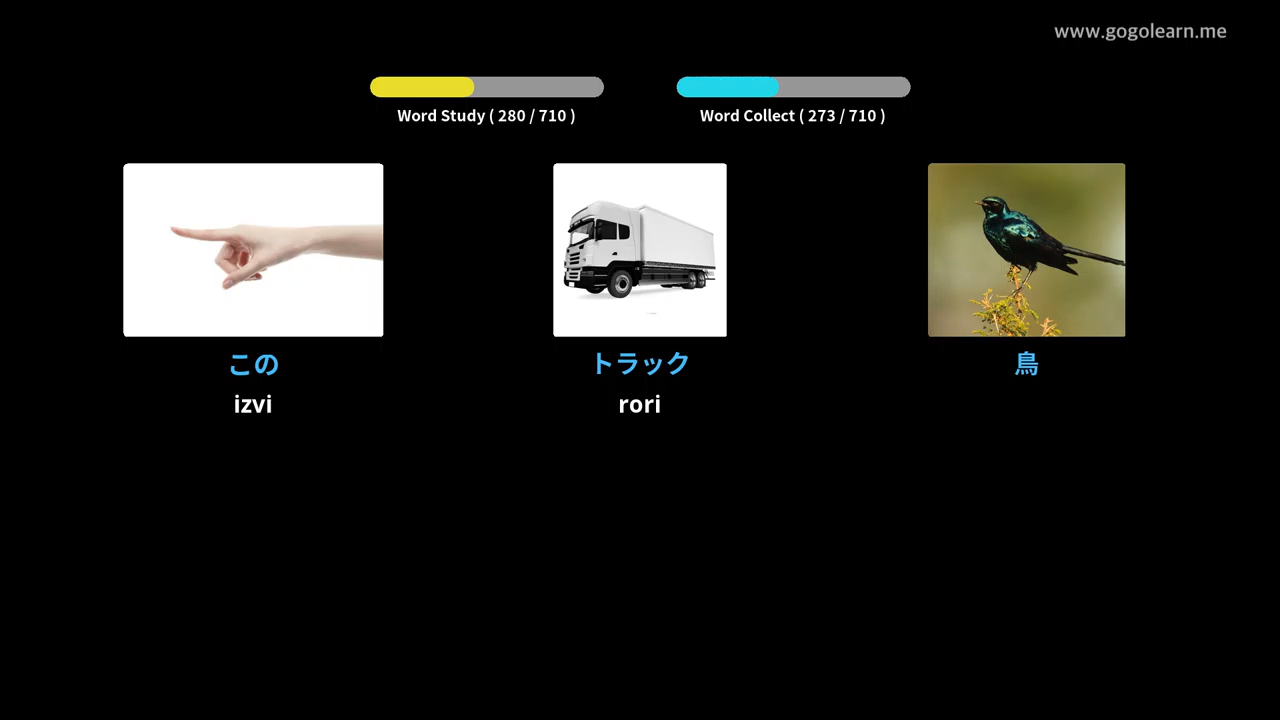 www.gogolearn.me
Word Study ( 280 / 710 )
Word Collect ( 273 / 710 )
この
トラック
鳥
izvi
rori